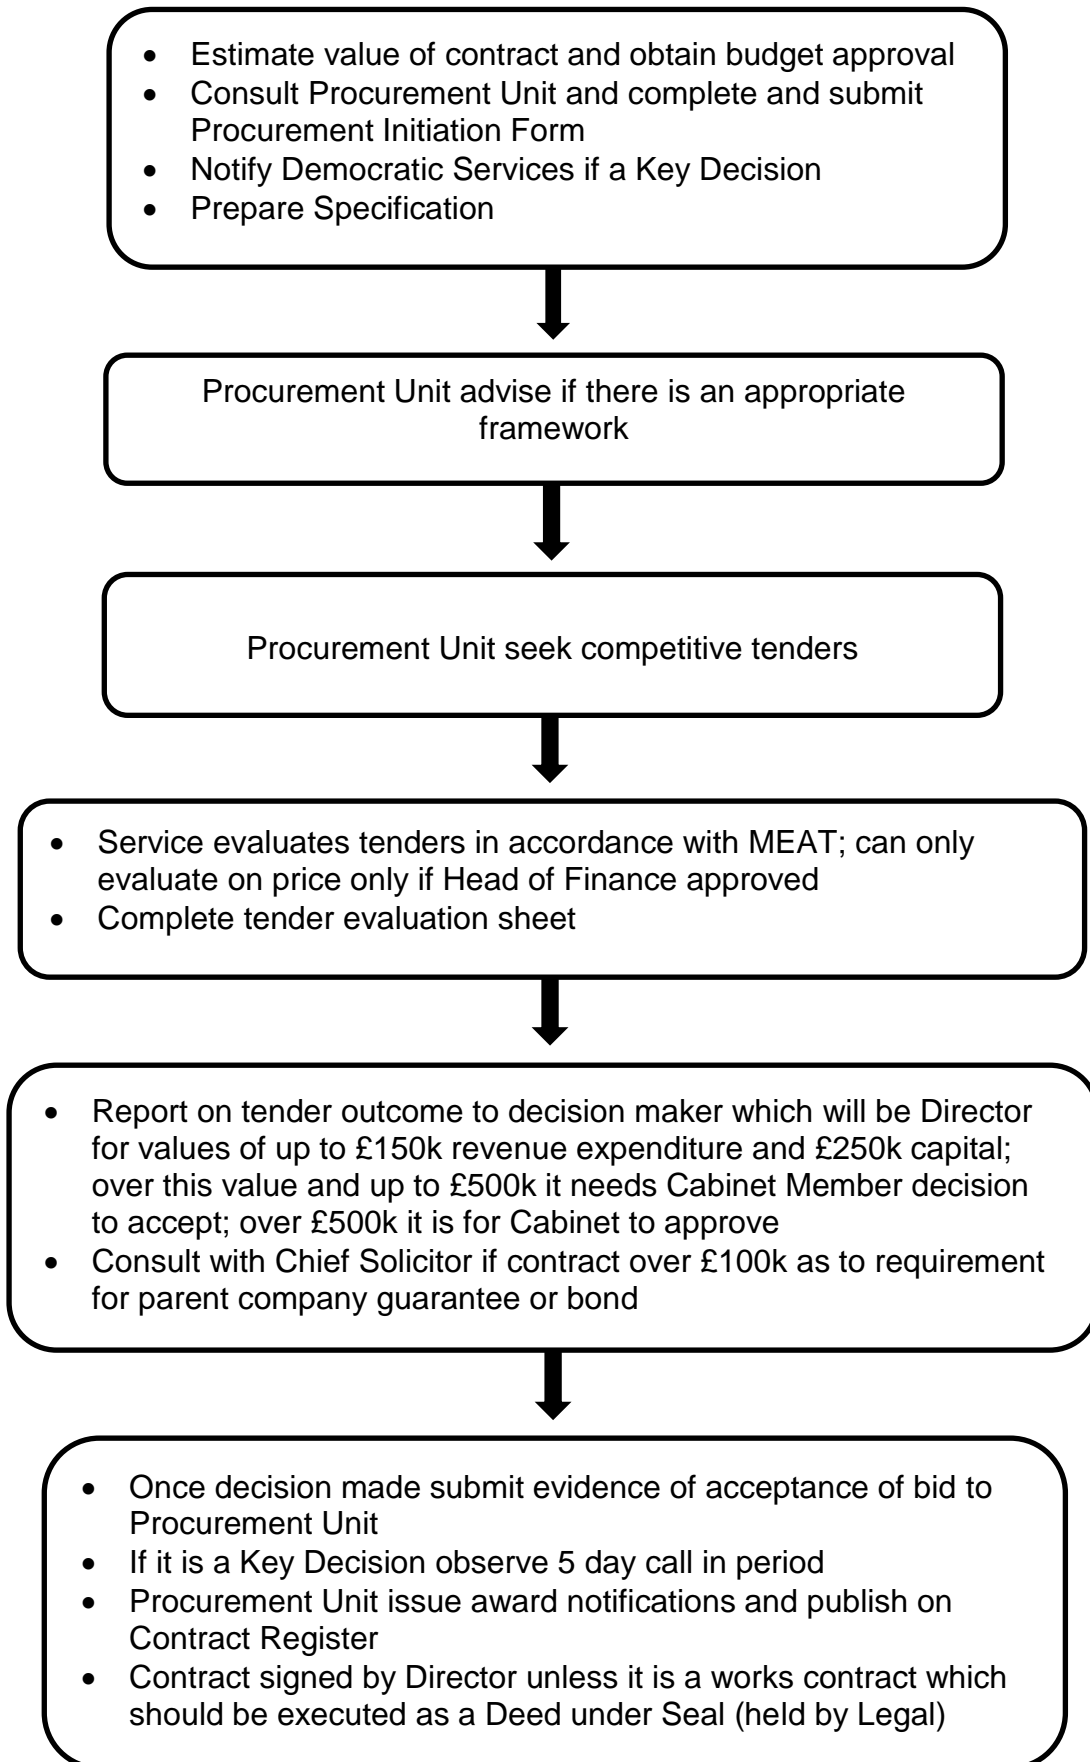 • Estimate value of contract and obtain budget approval
• Consult Procurement Unit and complete and submit
Procurement Initiation Form
• Notify Democratic Services if a Key Decision
• Prepare Specification
Procurement Unit advise if there is an appropriate
framework
Procurement Unit seek competitive tenders
• Service evaluates tenders in accordance with MEAT; can only
evaluate on price only if Head of Finance approved
• Complete tender evaluation sheet
• Report on tender outcome to decision maker which will be Director
for values of up to £150k revenue expenditure and £250k capital;
over this value and up to £500k it needs Cabinet Member decision
to accept; over £500k it is for Cabinet to approve
• Consult with Chief Solicitor if contract over £100k as to requirement
for parent company guarantee or bond
• Once decision made submit evidence of acceptance of bid to
Procurement Unit
• If it is a Key Decision observe 5 day call in period
• Procurement Unit issue award notifications and publish on
Contract Register
• Contract signed by Director unless it is a works contract which
should be executed as a Deed under Seal (held by Legal)